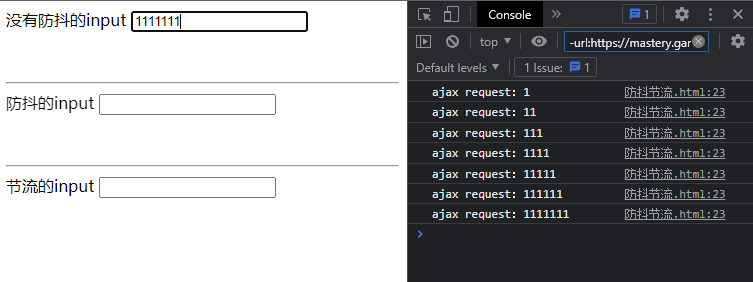 没有防抖的input 1111111
防抖的input
节流的input
Console
1
top
-url:https://mastery.gar
Default levels
1 Issue: 1
ajax request: 1 防抖节流.html:23
ajax request: 11 防抖节流.html:23
ajax request: 111 防抖节流.html:23
ajax request: 1111 防抖节流.html:23
ajax request: 11111 防抖节流.html:23
ajax request: 111111 防抖节流.html:23
ajax request: 1111111 防抖节流.html:23